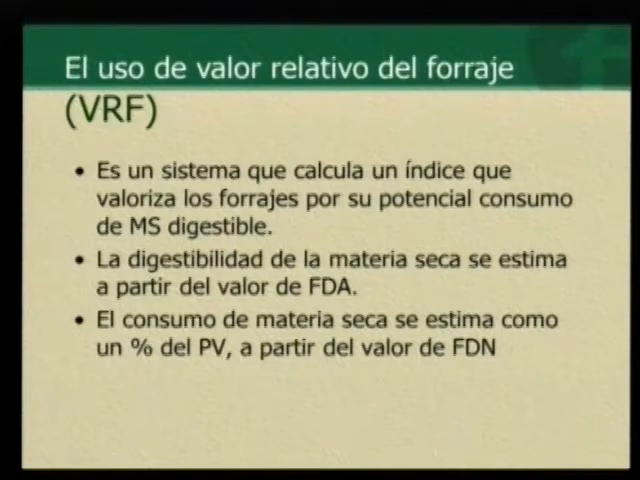 El uso de valor relativo del forraje
(VRF)
• Es un sistema que calcula un índice que
valoriza los forrajes por su potencial consumo
de MS digestible.
• La digestibilidad de la materia seca se estima
a partir del valor de FDA.
• El consumo de materia seca se estima como
un % del PV, a partir del valor de FDN